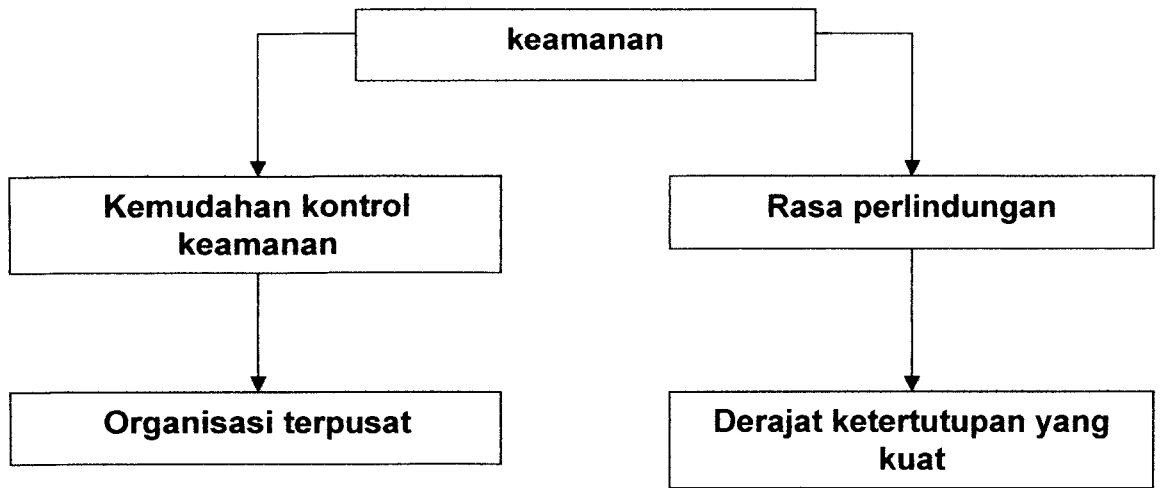 keamanan
Kemudahan kontrol
keamanan
Rasa perlindungan
Organisasi terpusat
Derajat ketertutupan yang
kuat